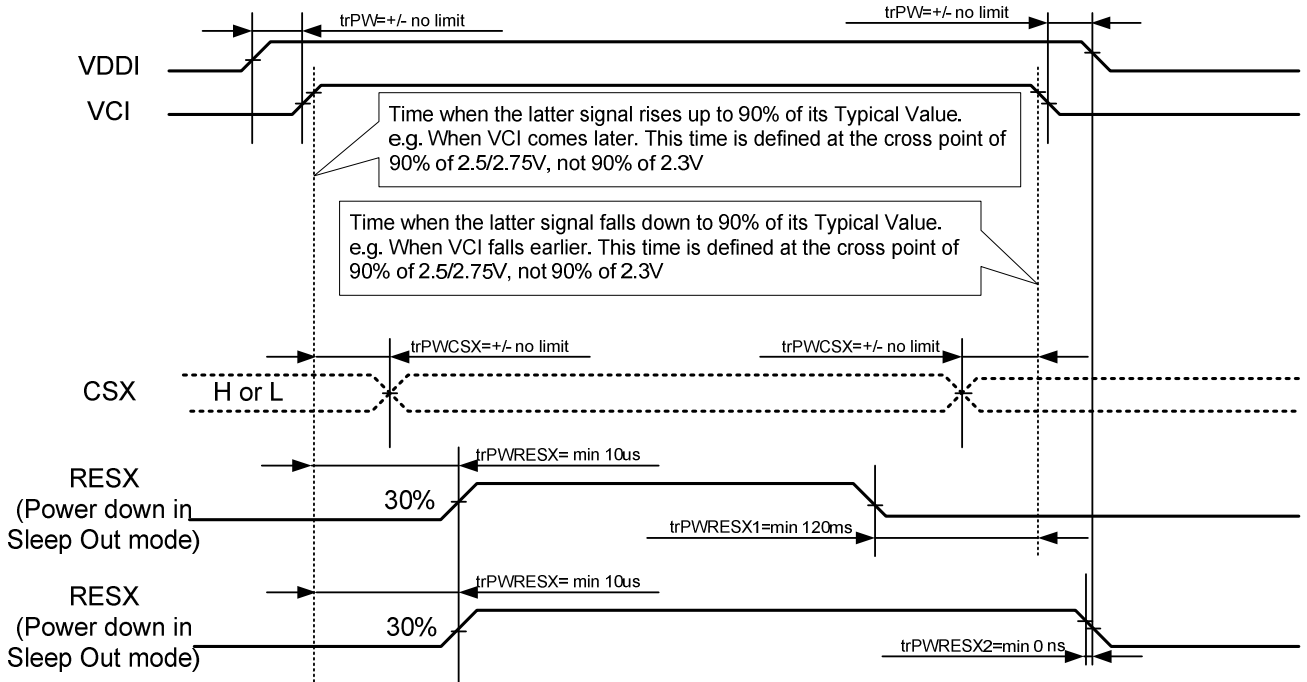 trPW=+/- no limit
trPW=+/- no limit
VDDI
VCI
Time when the latter signal rises up to 90% of its Typical Value.
e.g. When VCI comes later. This time is defined at the cross point of
90% of 2.5/2.75V, not 90% of 2.3V
Time when the latter signal falls down to 90% of its Typical Value.
e.g. When VCI falls earlier. This time is defined at the cross point of
90% of 2.5/2.75V, not 90% of 2.3V
trPWCSX=+/- no limit
trPWCSX=+/- no limit
CSX
H or L
trPWRESX= min 10us
RESX
(Power down in
Sleep Out mode)
30%
trPWRESX1=min 120ms
trPWRESX= min 10us
RESX
(Power down in
Sleep Out mode)
30%
trPWRESX2=min 0 ns